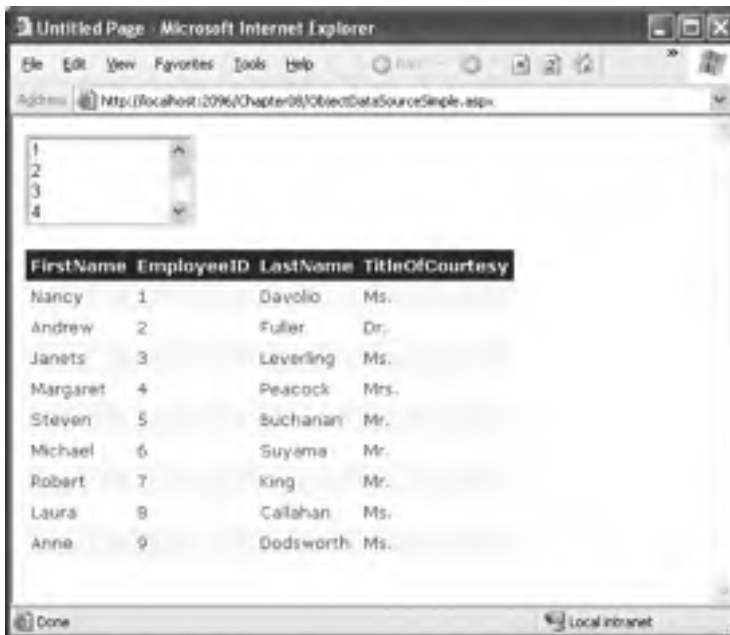 Untitled Page - Microsoft Internet Explorer
File Edit View Favorites Tools Help
Address http://localhost:2096/Chapter08/ObjectDataSourceSimple.aspx
1
2
3
4
FirstName EmployeeID LastName TitleOfCourtesy
Nancy 1 Davolio Ms.
Andrew 2 Fuller Dr.
Janets 3 Leverling Ms.
Margaret 4 Peacock Mrs.
Steven 5 Buchanan Mr.
Michael 6 Suyama Mr.
Robert 7 King Mr.
Laura 8 Callahan Ms.
Anne 9 Dodsworth Ms.
Done Local intranet